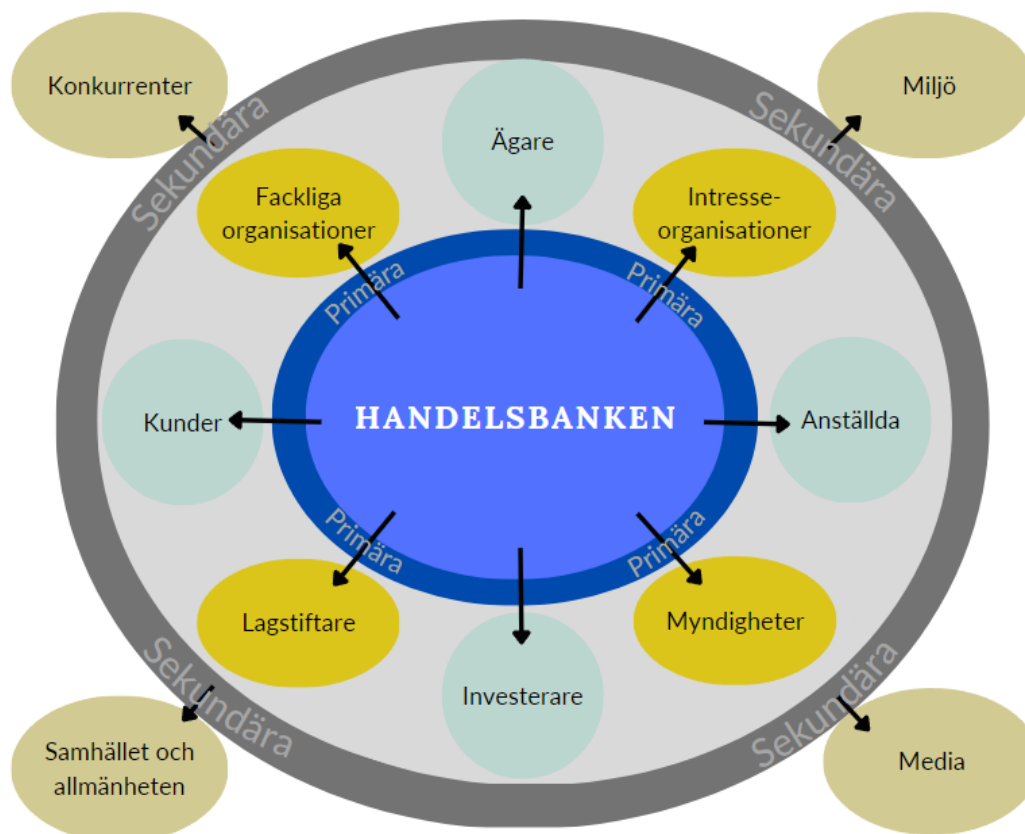 Konkurrenter
Sekundära
Sekundära
Miljö
Ägare
Fackliga
organisationer
Intresse-
organisationer
Primära
Primära
Kunder
HANDELSBANKEN
Anställda
Primära
Primära
Lagstiftare
Myndigheter
Investerare
Sekundära
Sekundära
Samhället och
allmänheten
Media